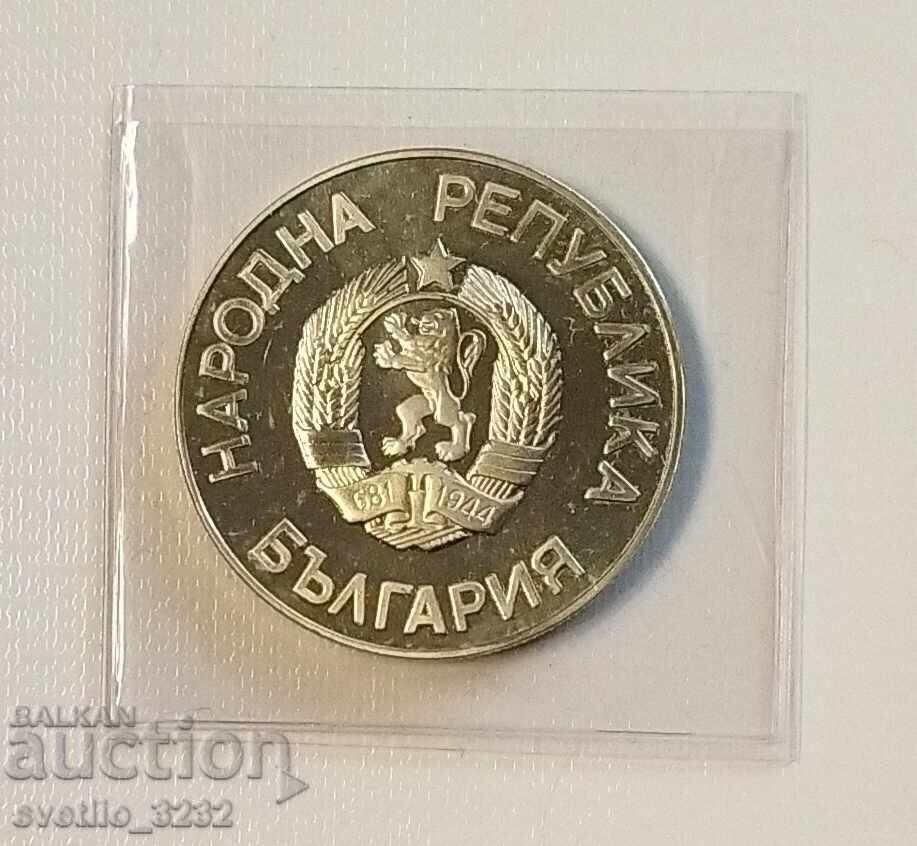 НАРОДНА РЕПУБЛИКА
БЪЛГАРИЯ
681 1944
BALKAN
auction
svetlio_3232